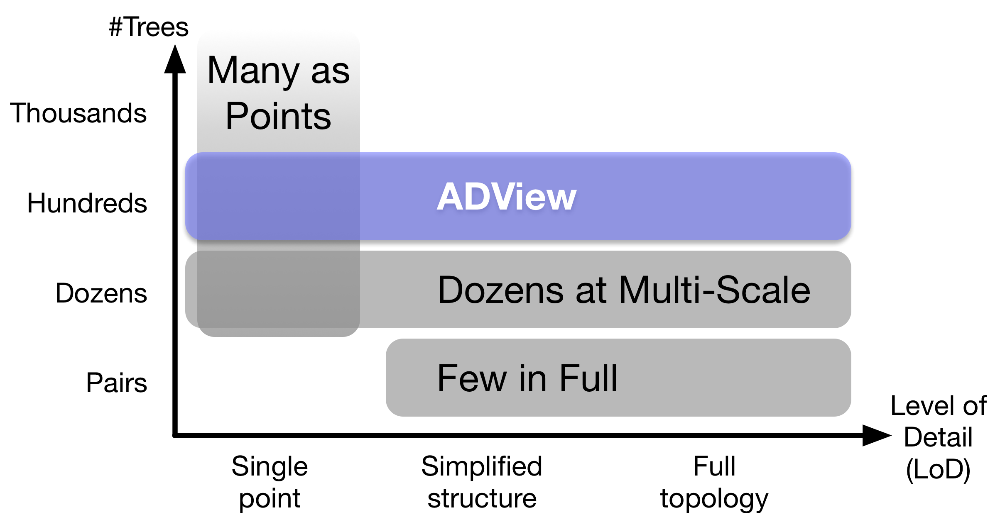 #Trees
Many as
Points
Thousands
Hundreds
ADView
Dozens
Dozens at Multi-Scale
Pairs
Few in Full
Level of
Detail
(LoD)
Single
point
Simplified
structure
Full
topology